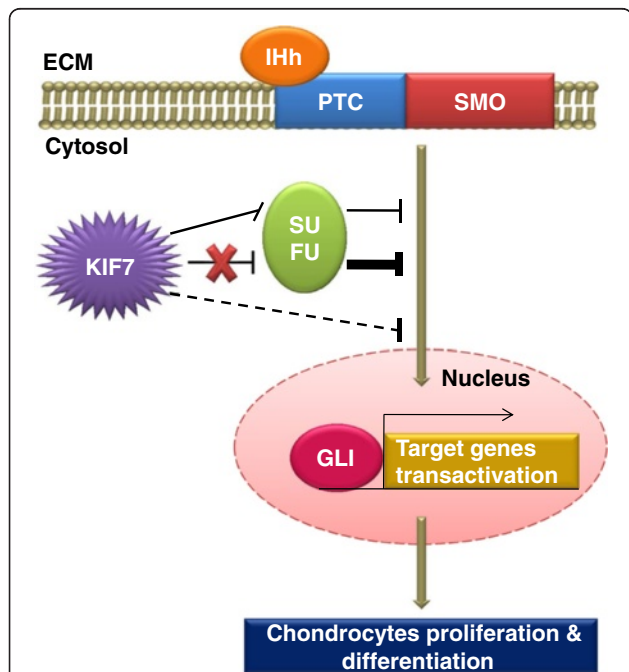 IHh
ECM
PTC
SMO
Cytosol
SU
FU
KIF7
Nucleus
GLI
Target genes
transactivation
Chondrocytes proliferation &
differentiation